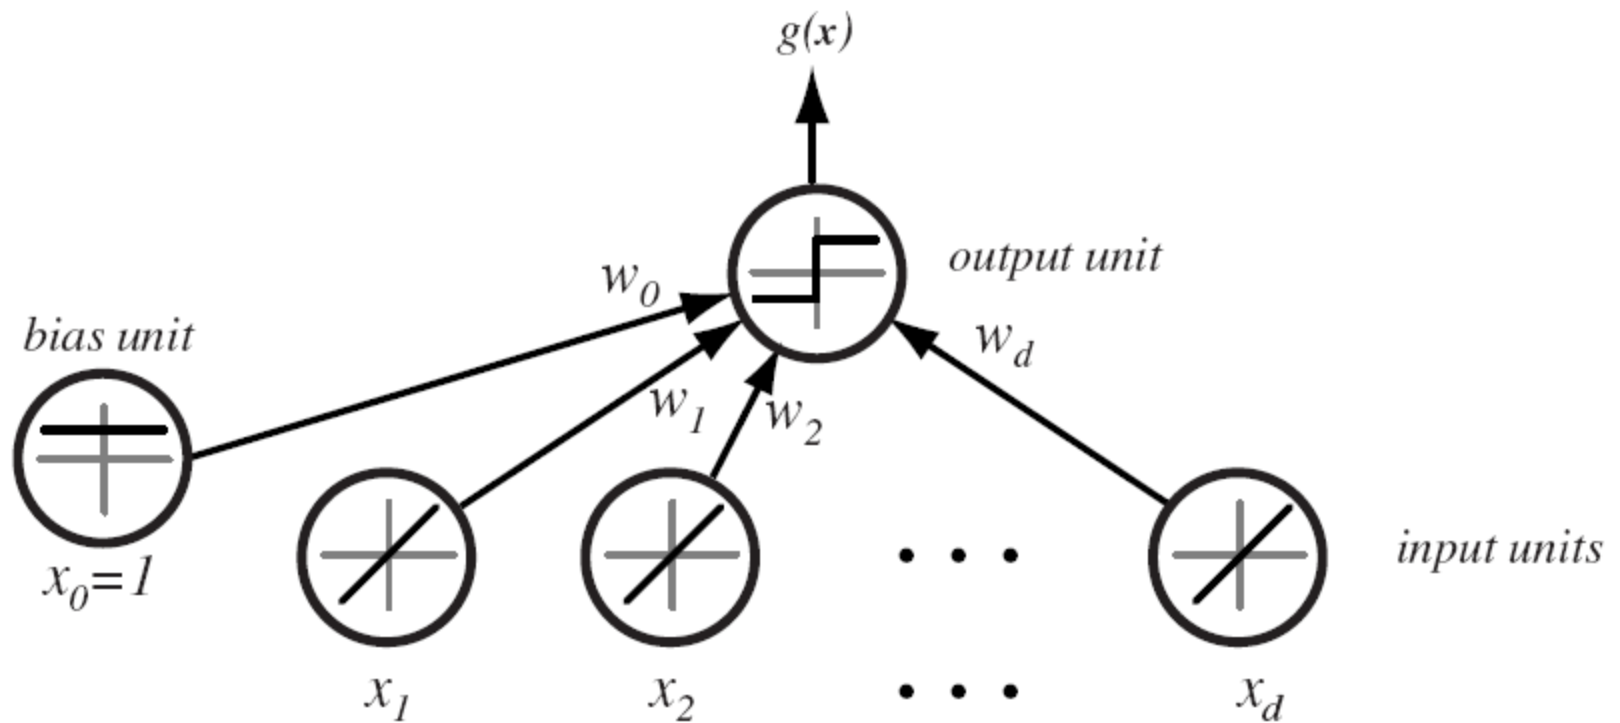 g(x)
output unit
w0
wd
bias unit
w1
w2
input units
x0=1
x1
x2
• • •
xd
• • •